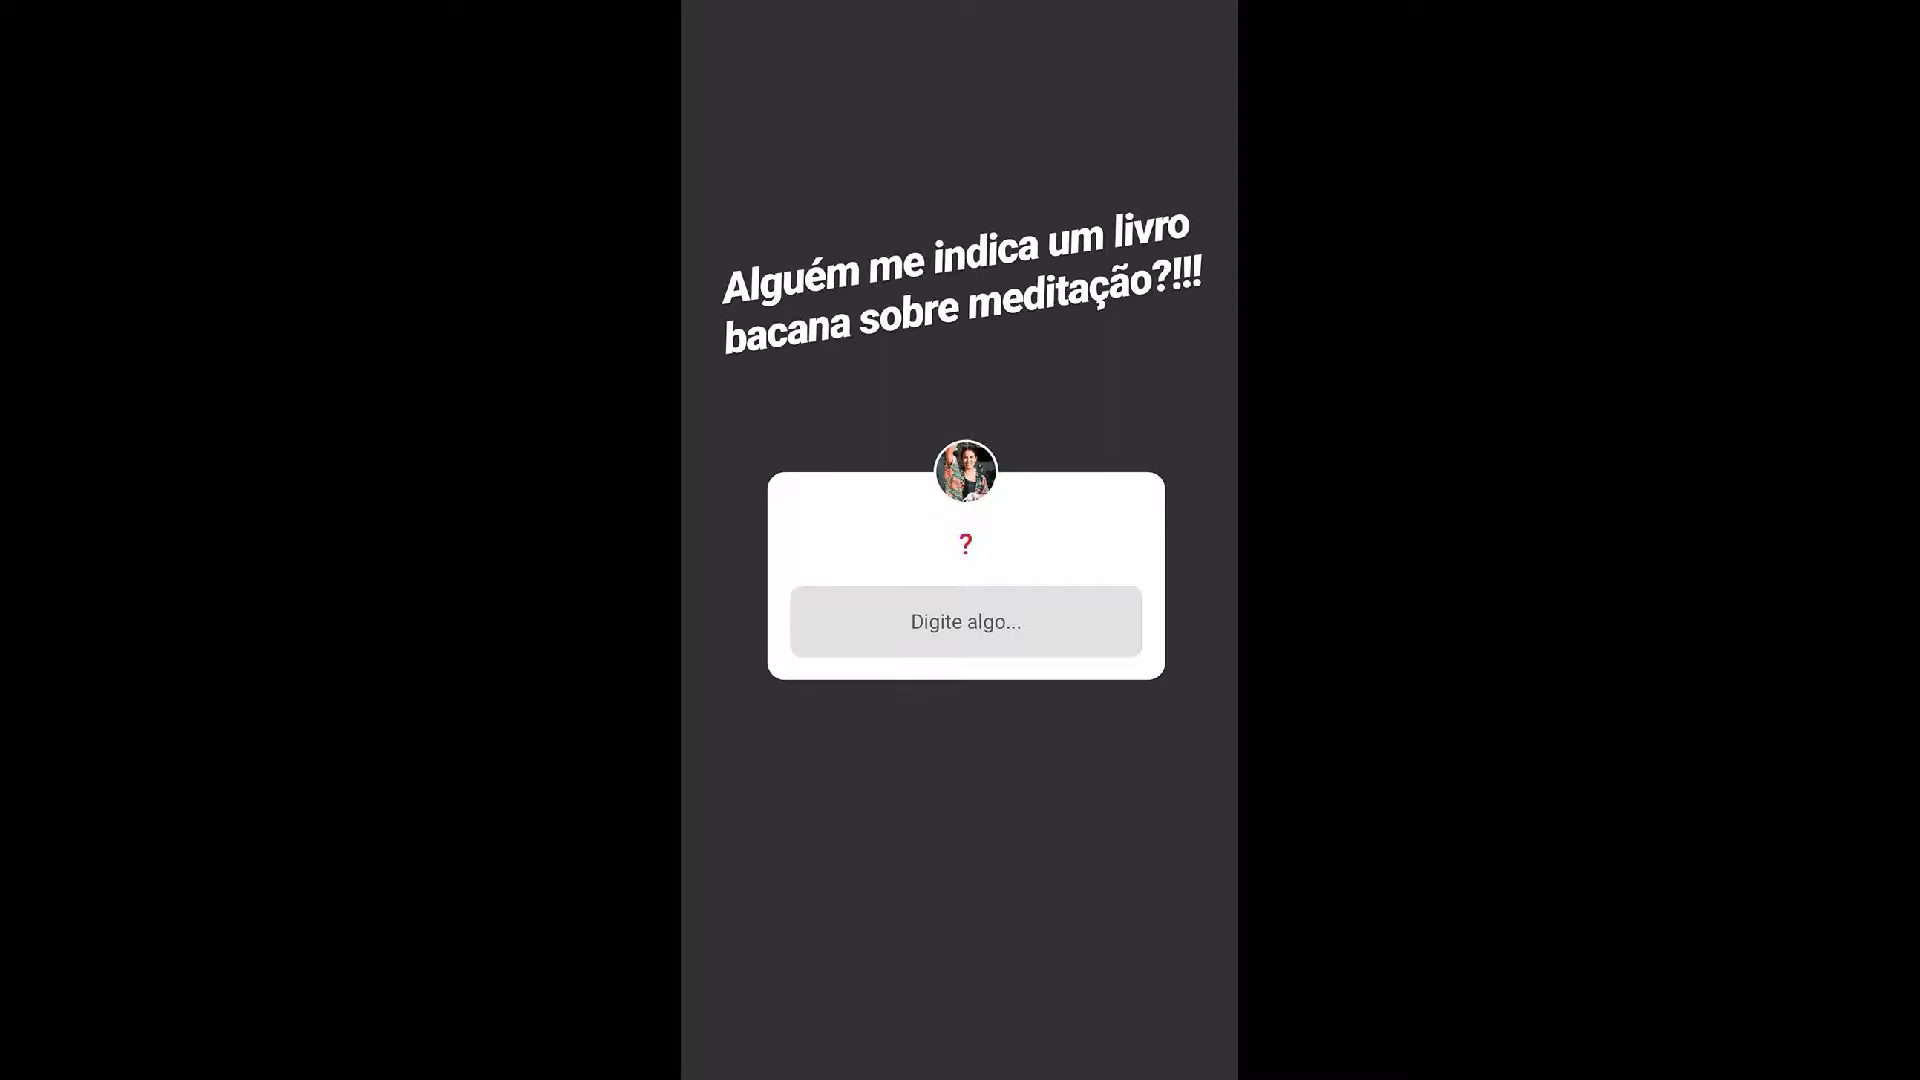 Alguém me indica um livro
bacana sobre meditação?!!!
?
Digite algo...